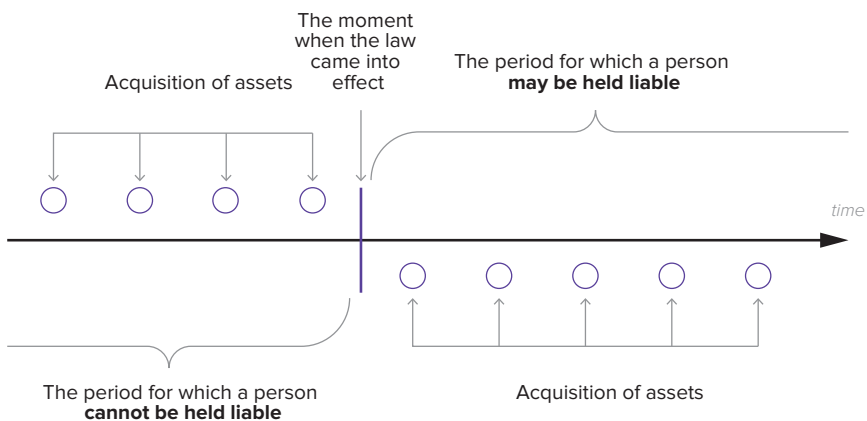 The moment
when the law
came into
effect
Acquisition of assets
The period for which a person
may be held liable
time
The period for which a person
cannot be held liable
Acquisition of assets